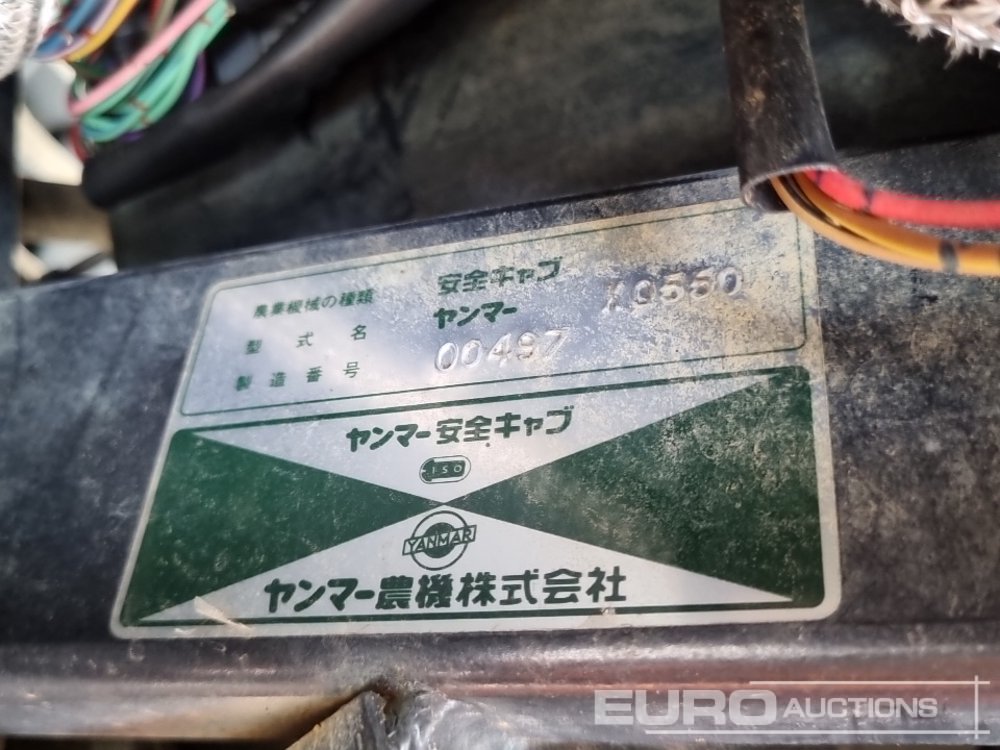 農業機械の種類 安全キャブ
型式名 ヤンマー X9550
製造番号 00497
ヤンマー安全キャブ
ISO
YANMAR
ヤンマー農機株式会社
EURO AUCTIONS